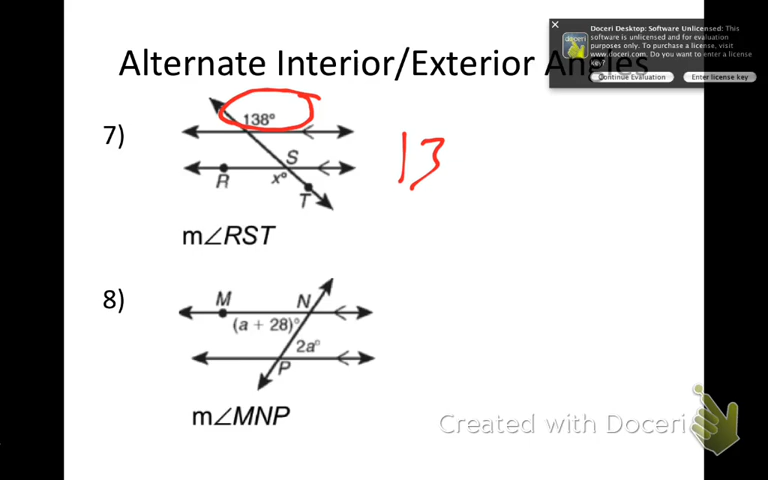 Doceri Desktop: Software Unlicensed: This
software is unlicensed and for evaluation
purposes only. To purchase a license, visit
www.doceri.com. Do you want to enter a license
key?
Continue Evaluation
Enter license key
Alternate Interior/Exterior Angles
7)
138°
13
S
R
x°
T
m∠RST
8)
M
N
(a + 28)°
2a°
P
m∠MNP
Created with Doceri